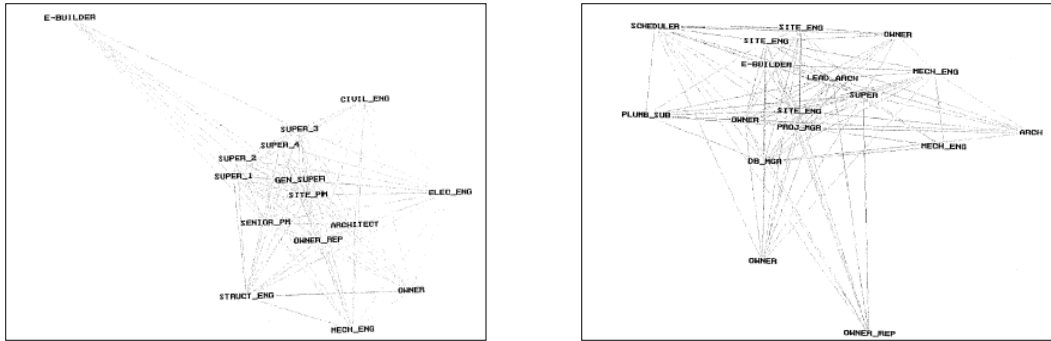 E-BUILDER
CIVIL_ENG
SUPER_3
SUPER_4
SUPER_2
SUPER_1
GEN_SUPER
ELEC_ENG
SITE_PM
SENIOR_PM
ARCHITECT
OWNER_REP
STRUCT_ENG
OWNER
MECH_ENG
SCHEDULER
SITE_ENG
OWNER
SITE_ENG
E-BUILDER
MECH_ENG
LEAD_ARCH
SUPER
SITE_ENG
PLUMB_SUB
OWNER
PROJ_MGR
ARCH
MECH_ENG
DB_MGR
OWNER
OWNER_REP